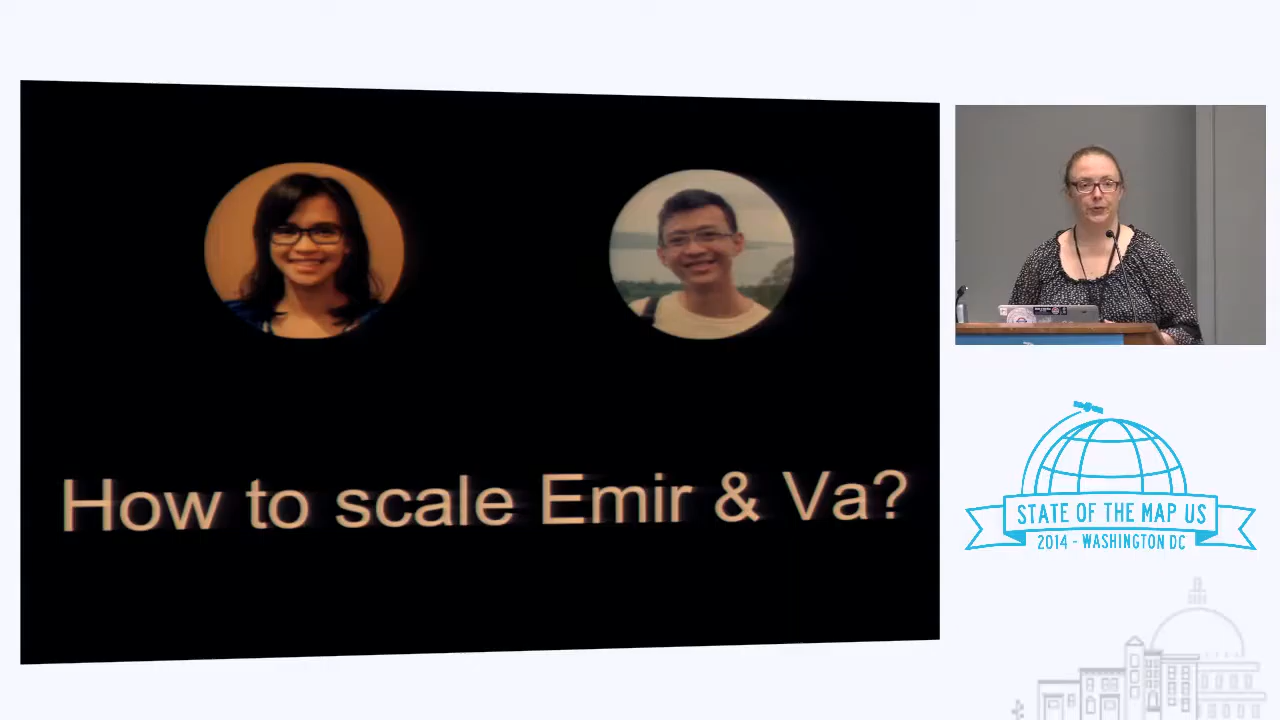 How to scale Emir & Va?
STATE OF THE MAP US
2014 - WASHINGTON DC